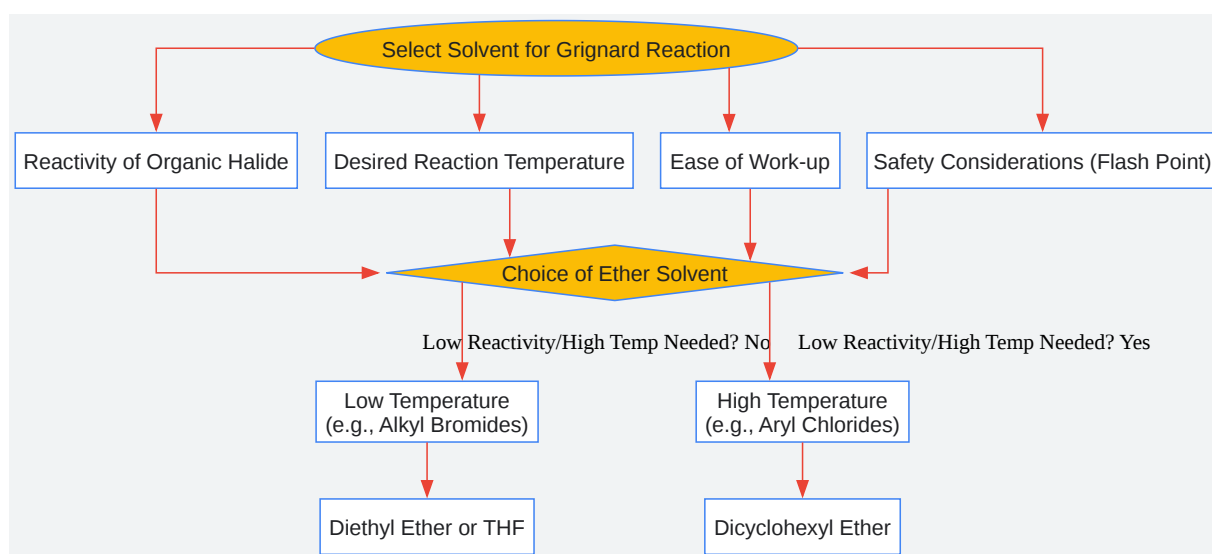 Select Solvent for Grignard Reaction
Reactivity of Organic Halide
Desired Reaction Temperature
Ease of Work-up
Safety Considerations (Flash Point)
Choice of Ether Solvent
Low Reactivity/High Temp Needed? No
Low Reactivity/High Temp Needed? Yes
Low Temperature
(e.g., Alkyl Bromides)
High Temperature
(e.g., Aryl Chlorides)
Diethyl Ether or THF
Dicyclohexyl Ether